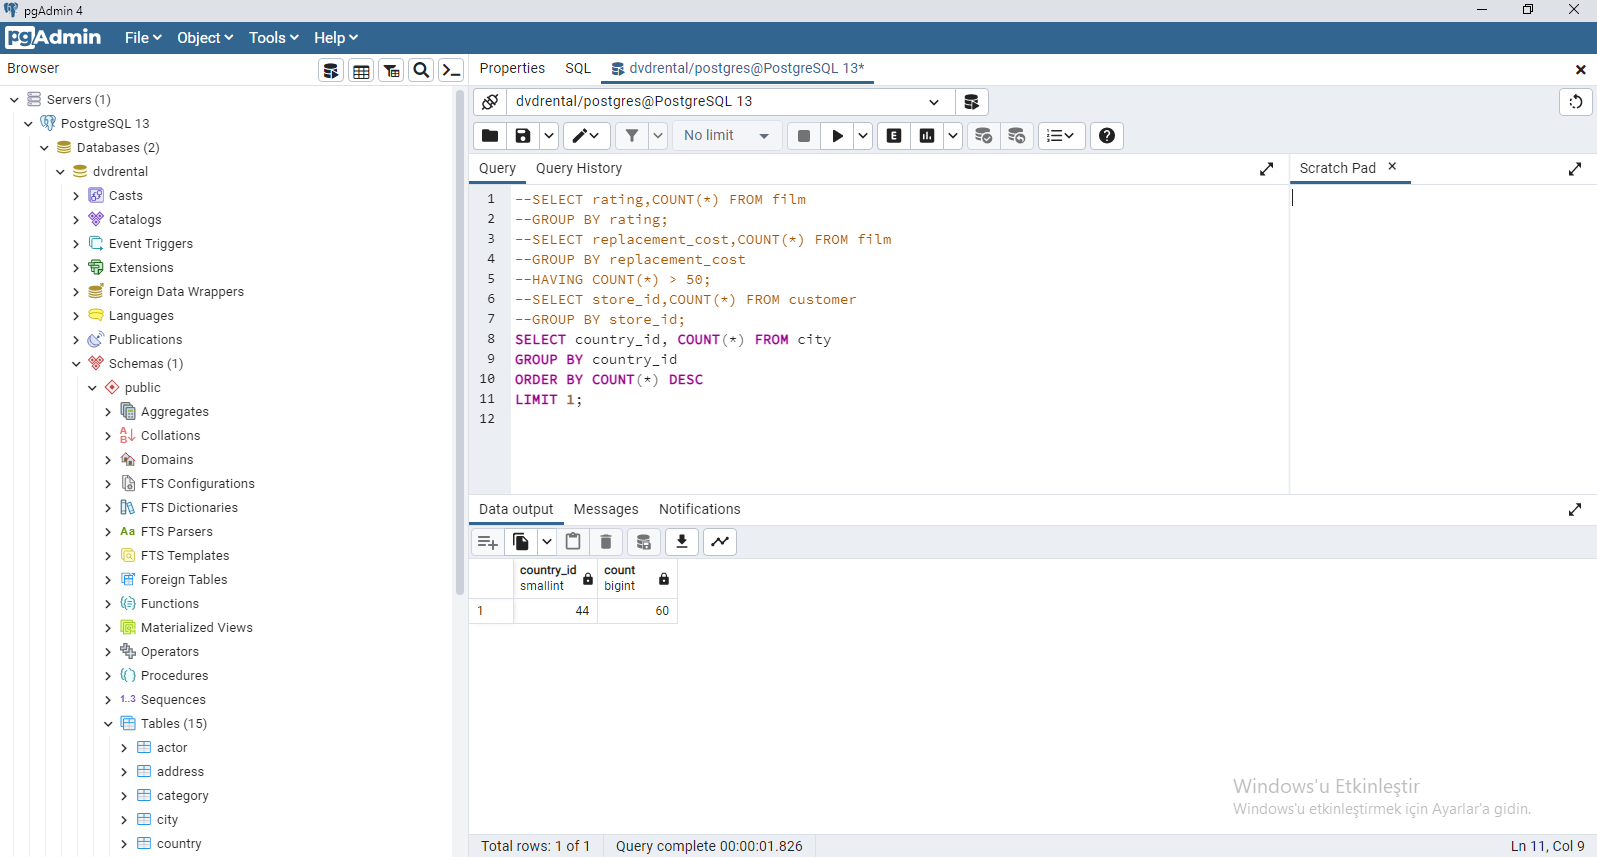 pgAdmin 4
pgAdmin File Object Tools Help
Browser
Properties SQL dvdrental/postgres@PostgreSQL 13*
Servers (1)
PostgreSQL 13
Databases (2)
dvdrental
Casts
Catalogs
Event Triggers
Extensions
Foreign Data Wrappers
Languages
Publications
Schemas (1)
public
Aggregates
Collations
Domains
FTS Configurations
FTS Dictionaries
Aa FTS Parsers
FTS Templates
Foreign Tables
Functions
Materialized Views
Operators
Procedures
1..3 Sequences
Tables (15)
actor
address
category
city
country
dvdrental/postgres@PostgreSQL 13
No limit E
Query Query History
Scratch Pad
1 --SELECT rating,COUNT(*) FROM film
2 --GROUP BY rating;
3 --SELECT replacement_cost,COUNT(*) FROM film
4 --GROUP BY replacement_cost
5 --HAVING COUNT(*) > 50;
6 --SELECT store_id,COUNT(*) FROM customer
7 --GROUP BY store_id;
8 SELECT country_id, COUNT(*) FROM city
9 GROUP BY country_id
10 ORDER BY COUNT(*) DESC
11 LIMIT 1;
12
Data output Messages Notifications
country_id count
smallint bigint
1 44 60
Windows'u Etkinleştir
Windows'u etkinleştirmek için Ayarlar'a gidin.
Total rows: 1 of 1 Query complete 00:00:01.826 Ln 11, Col 9